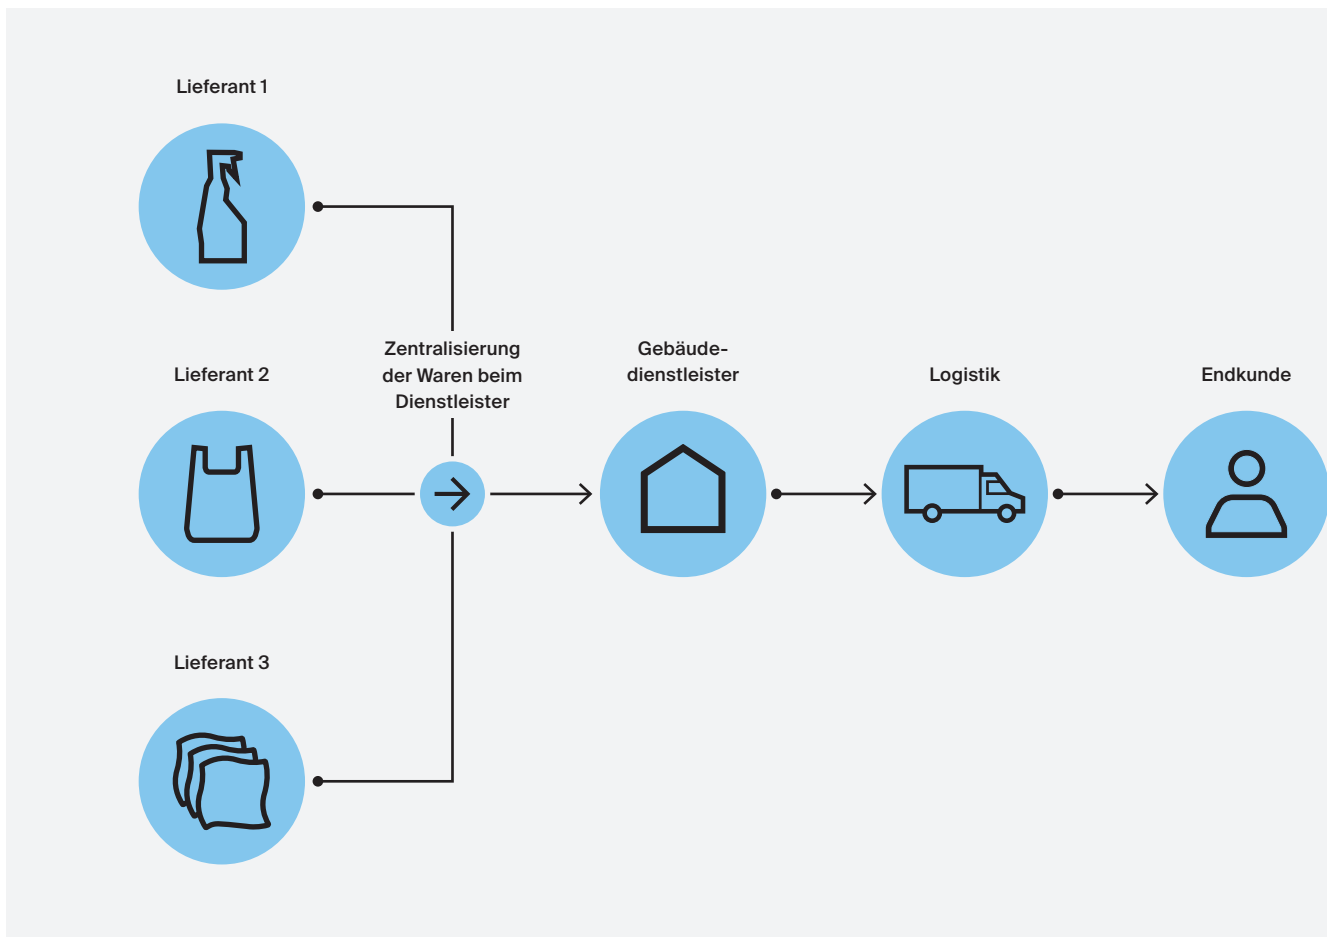 Lieferant 1
Lieferant 2
Zentralisierung
der Waren beim
Dienstleister
Gebäude-
dienstleister
Logistik
Endkunde
Lieferant 3